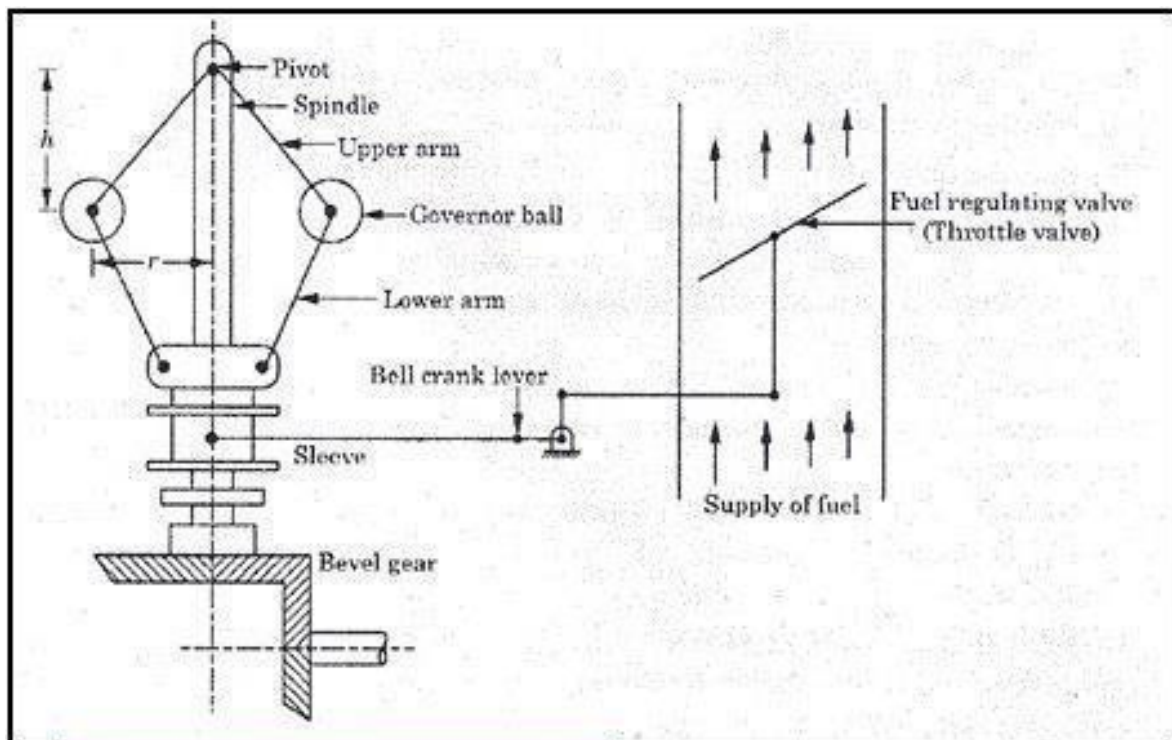 Pivot
Spindle
h
Upper arm
Governor ball
Fuel regulating valve
(Throttle valve)
r
Lower arm
Bell crank lever
Sleeve
Supply of fuel
Bevel gear